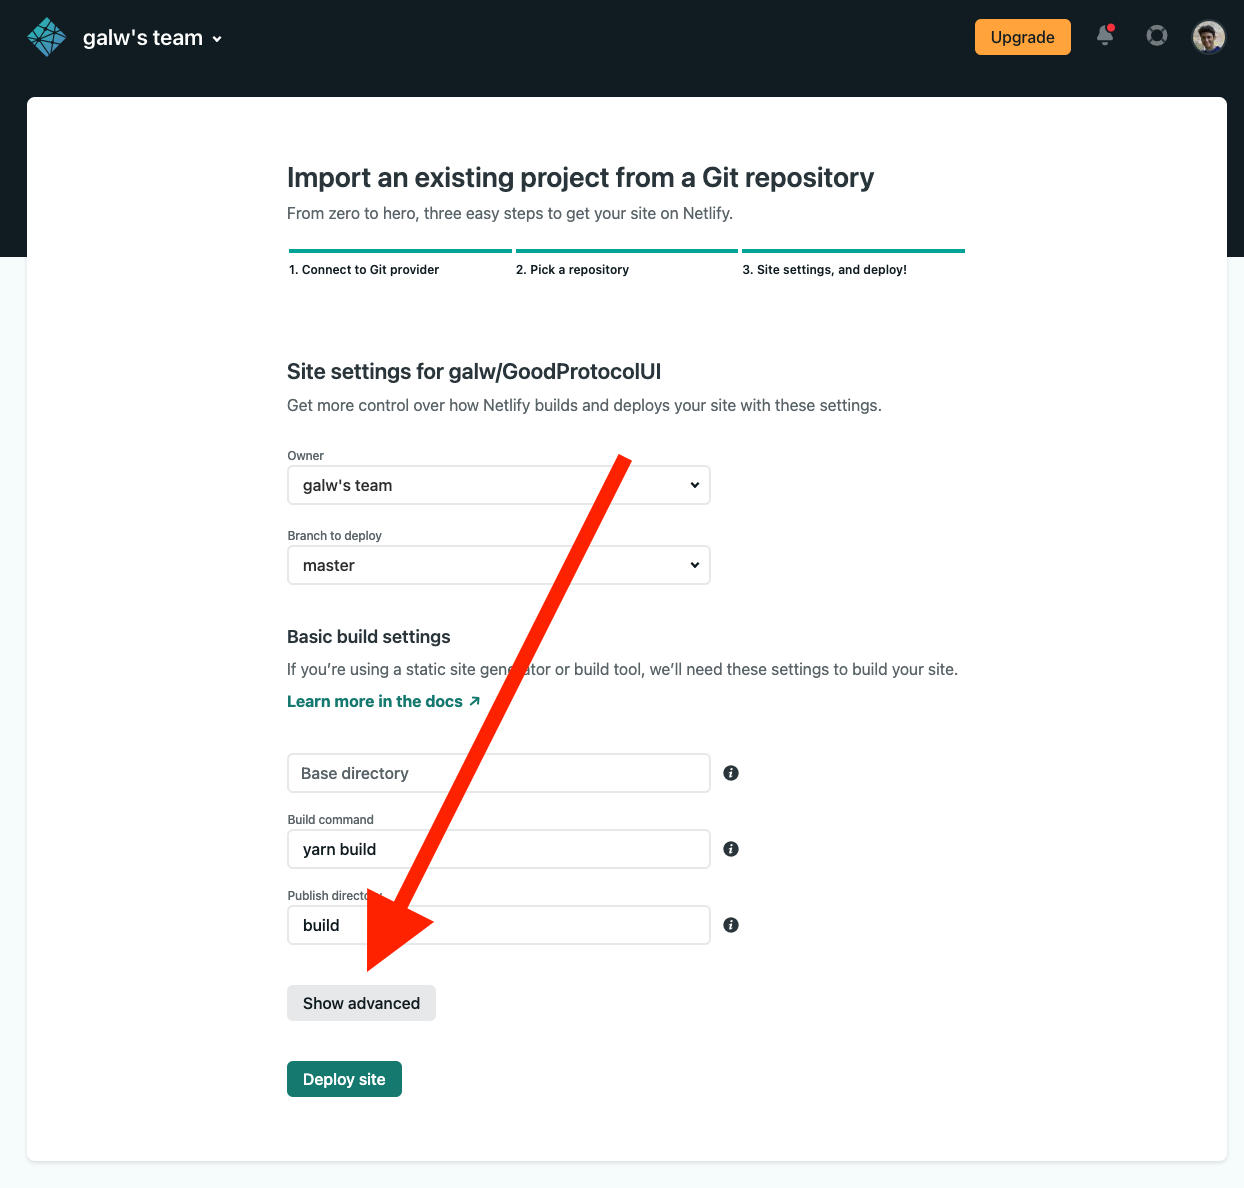 galw's team
Upgrade
Import an existing project from a Git repository
From zero to hero, three easy steps to get your site on Netlify.
1. Connect to Git provider
2. Pick a repository
3. Site settings, and deploy!
Site settings for galw/GoodProtocolUI
Get more control over how Netlify builds and deploys your site with these settings.
Owner
galw's team
Branch to deploy
master
Basic build settings
If you’re using a static site generator or build tool, we’ll need these settings to build your site.
Learn more in the docs ↗
Base directory
Build command
yarn build
Publish directory
build
Show advanced
Deploy site